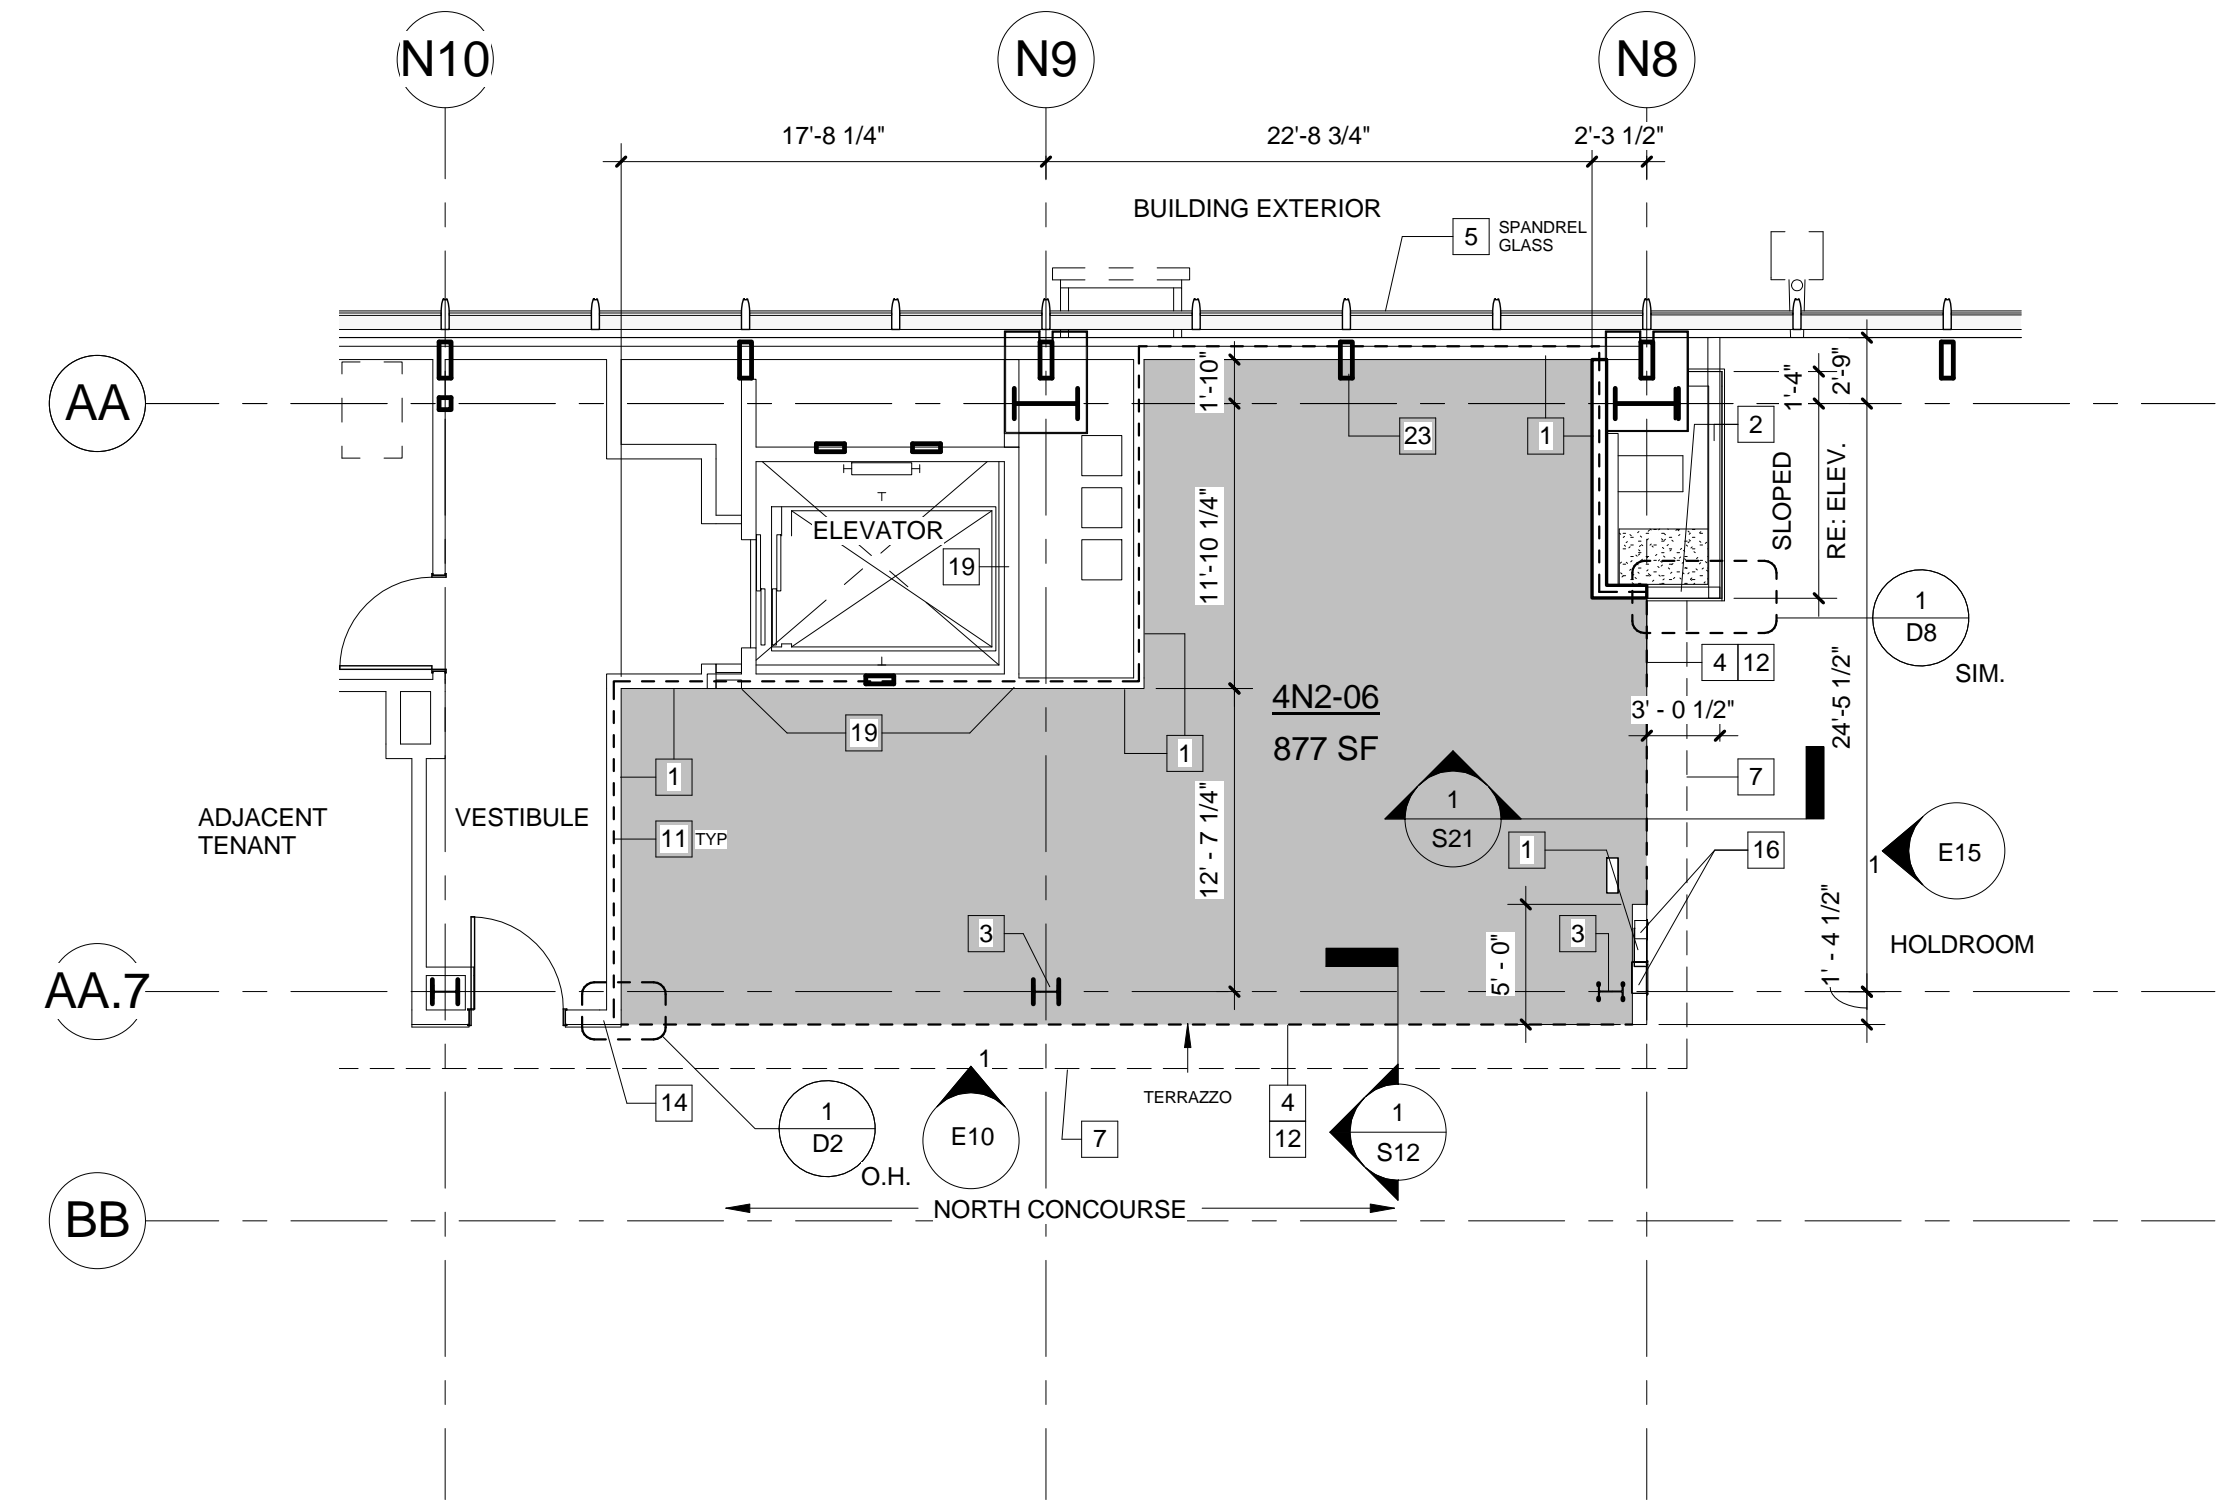 N10
N9
N8
17'-8 1/4"
22'-8 3/4"
2'-3 1/2"
BUILDING EXTERIOR
5
SPANDREL
GLASS
AA
1'-10"
1'-4"
2'-9"
23
1
2
SLOPED
RE: ELEV.
ELEVATOR
19
11'-10 1/4"
1
D8
SIM.
4
12
4N2-06
877 SF
3' - 0 1/2"
24'-5 1/2"
19
1
1
7
ADJACENT
TENANT
VESTIBULE
11
TYP
12' - 7 1/4"
1
S21
1
16
1
E15
3
3
5' - 0"
1' - 4 1/2"
HOLDROOM
AA.7
14
1
D2
O.H.
1
E10
7
TERRAZZO
4
12
1
S12
NORTH CONCOURSE
BB